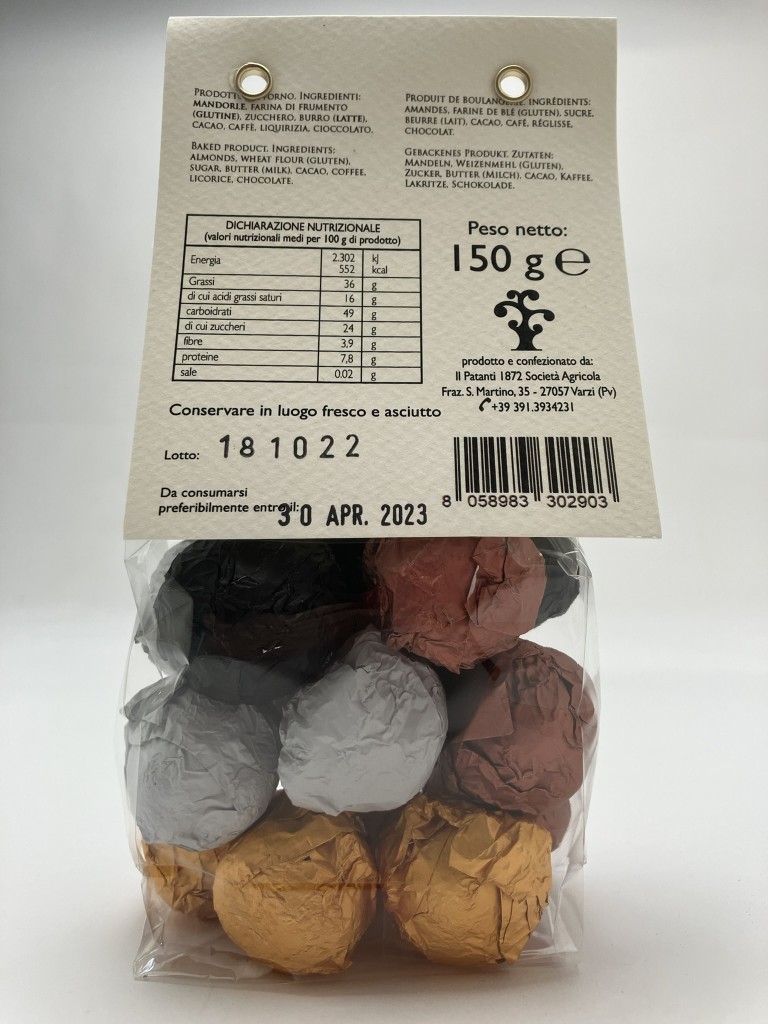 PRODOTTO FORNO. INGREDIENTI:
MANDORLE, FARINA DI FRUMENTO
(GLUTINE), ZUCCHERO, BURRO (LATTE),
CACAO, CAFFÈ, LIQUIRIZIA, CIOCCOLATO.
BAKED PRODUCT. INGREDIENTS:
ALMONDS, WHEAT FLOUR (GLUTEN),
SUGAR, BUTTER (MILK), CACAO, COFFEE,
LICORICE, CHOCOLATE.
PRODUIT DE BOULANGERIE. INGRÉDIENTS:
AMANDES, FARINE DE BLÉ (GLUTEN), SUCRE,
BEURRE (LAIT), CACAO, CAFÉ, RÉGLISSE,
CHOCOLAT.
GEBACKENES PRODUKT. ZUTATEN:
MANDELN, WEIZENMEHL (GLUTEN),
ZUCKER, BUTTER (MILCH), CACAO, KAFFEE,
LAKRITZE, SCHOKOLADE.
DICHIARAZIONE NUTRIZIONALE
(valori nutrizionali medi per 100 g di prodotto)
Energia 2.302 kJ
552 kcal
Grassi 36 g
di cui acidi grassi saturi 16 g
carboidrati 49 g
di cui zuccheri 24 g
fibre 3,9 g
proteine 7,8 g
sale 0.02 g
Peso netto:
150 g ℮
prodotto e confezionato da:
Il Patanti 1872 Società Agricola
Fraz. S. Martino, 35 - 27057 Varzi (Pv)
+39 391.3934231
Conservare in luogo fresco e asciutto
Lotto: 181022
Da consumarsi
preferibilmente entro il: 30 APR. 2023
8 058983 302903